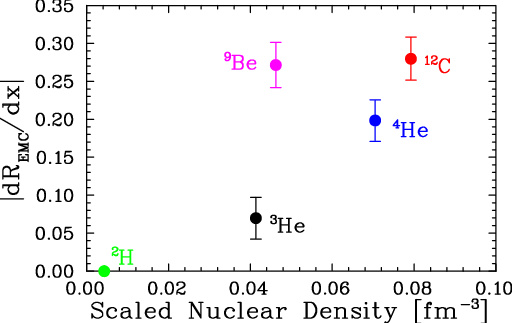 0.35
0.30
0.25
0.20
0.15
0.10
0.05
0.00
|dR_EMC/dx|
⁹Be
¹²C
⁴He
³He
²H
0.00 0.02 0.04 0.06 0.08 0.10
Scaled Nuclear Density [fm⁻³]